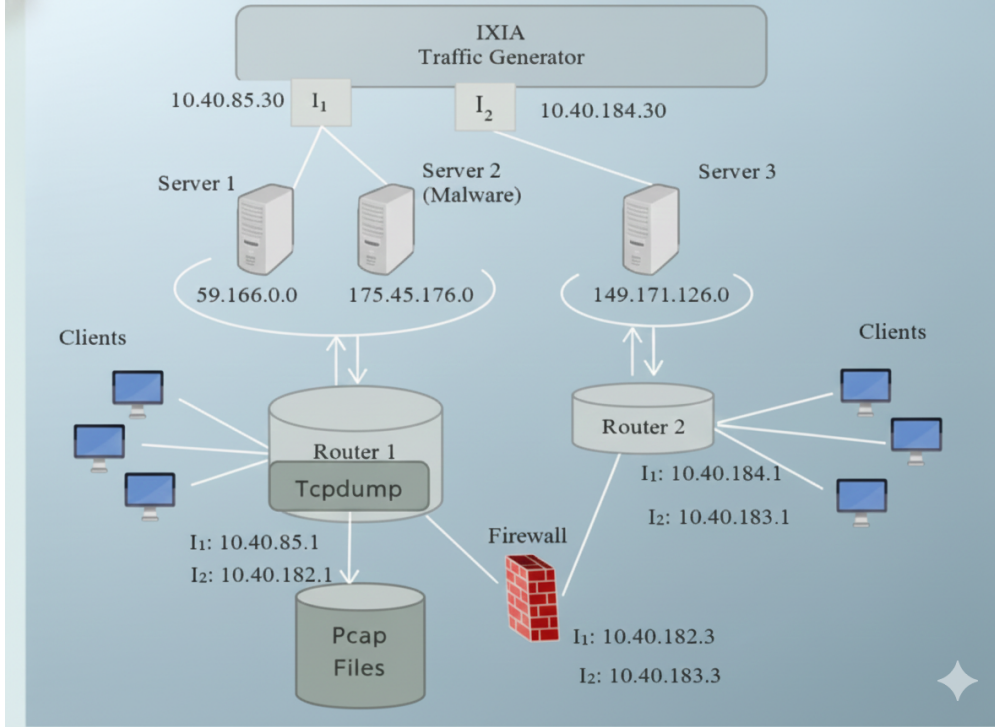 IXIA
Traffic Generator
10.40.85.30
I₁
I₂
10.40.184.30
Server 1
Server 2
(Malware)
Server 3
59.166.0.0
175.45.176.0
149.171.126.0
Clients
Clients
Router 1
Tcpdump
Router 2
I₁: 10.40.184.1
I₂: 10.40.183.1
I₁: 10.40.85.1
I₂: 10.40.182.1
Firewall
Pcap
Files
I₁: 10.40.182.3
I₂: 10.40.183.3